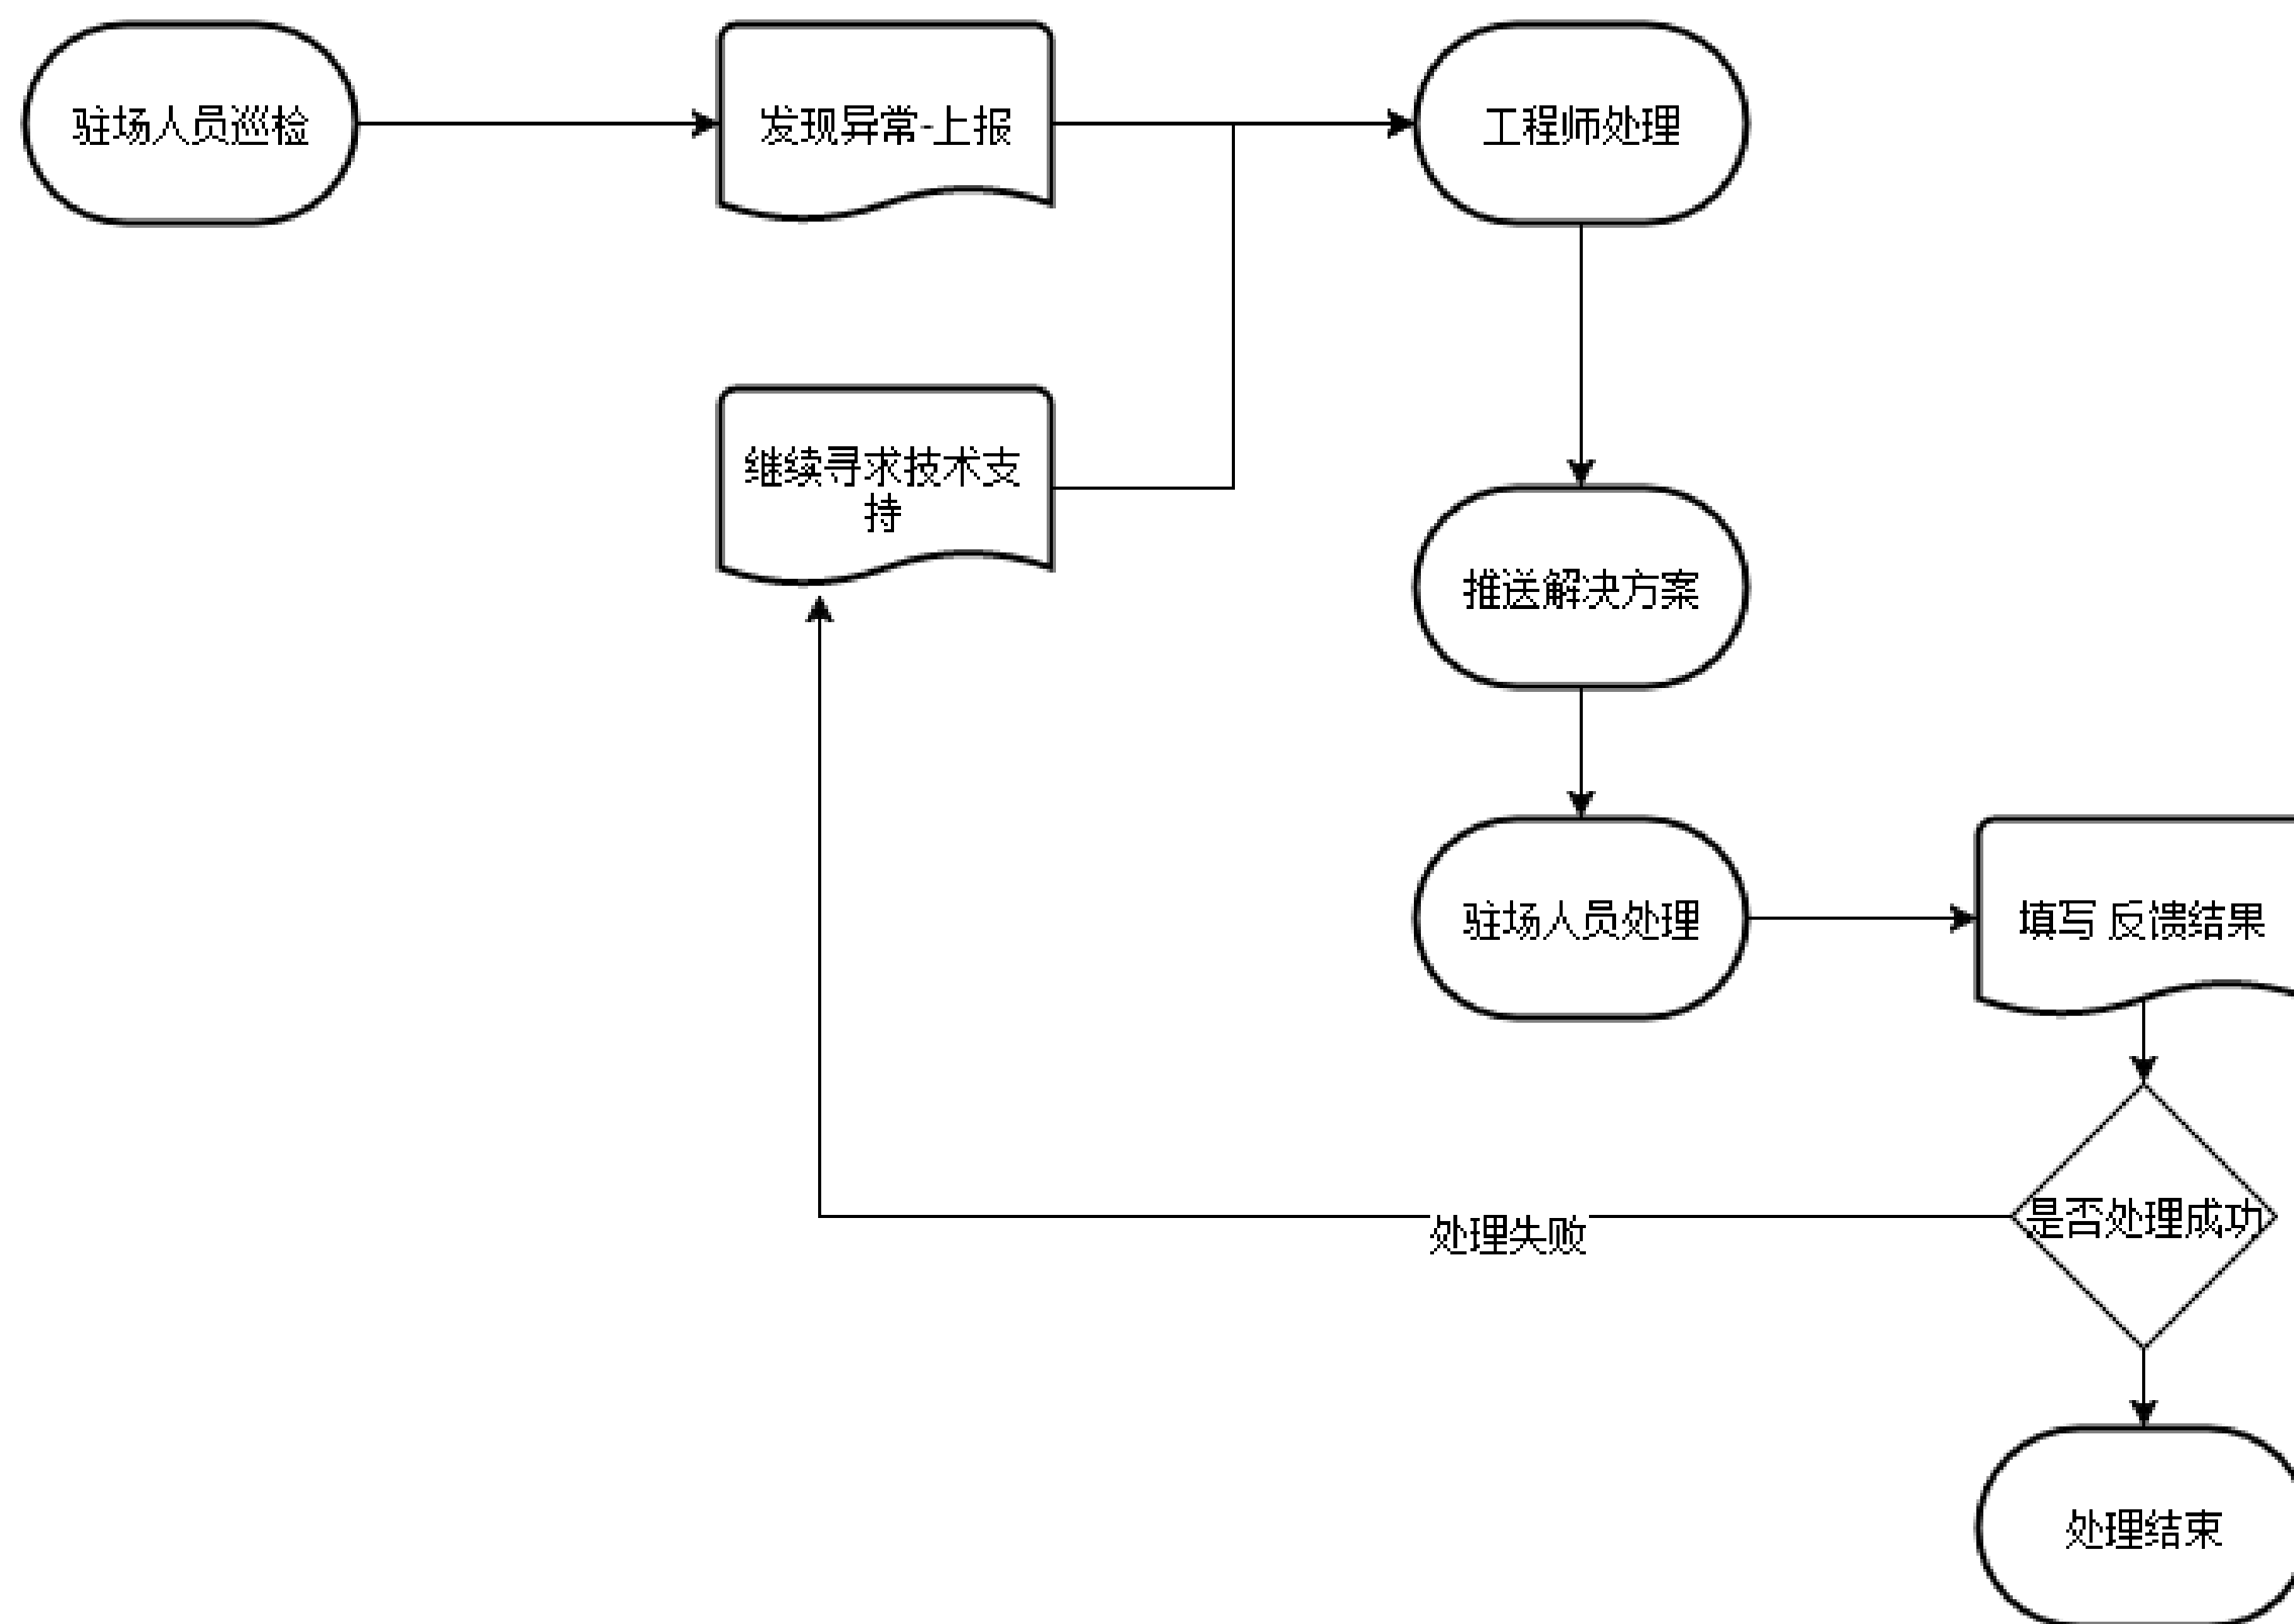 驻场人员巡检
发现异常-上报
工程师处理
继续寻求技术支
持
推送解决方案
驻场人员处理
填写 反馈结果
是否处理成功
处理失败
处理结束